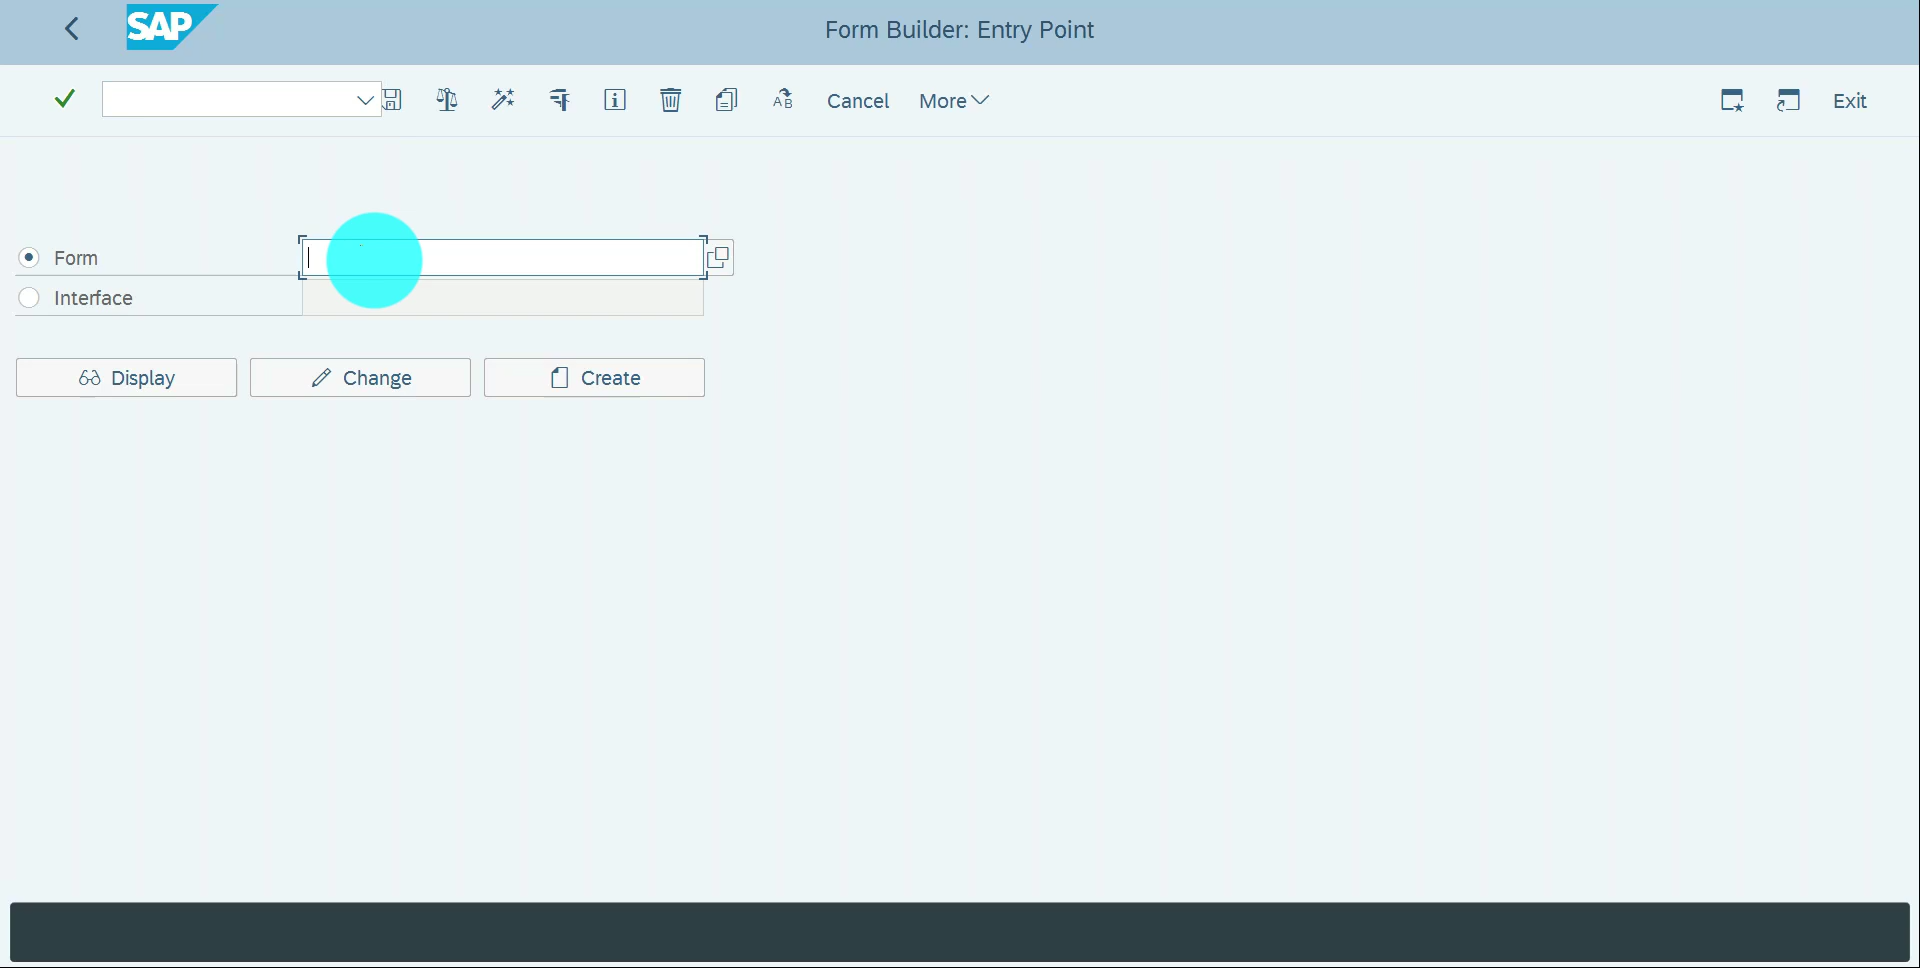 SAP
Form Builder: Entry Point
Cancel More Exit
Form
Interface
Display Change Create